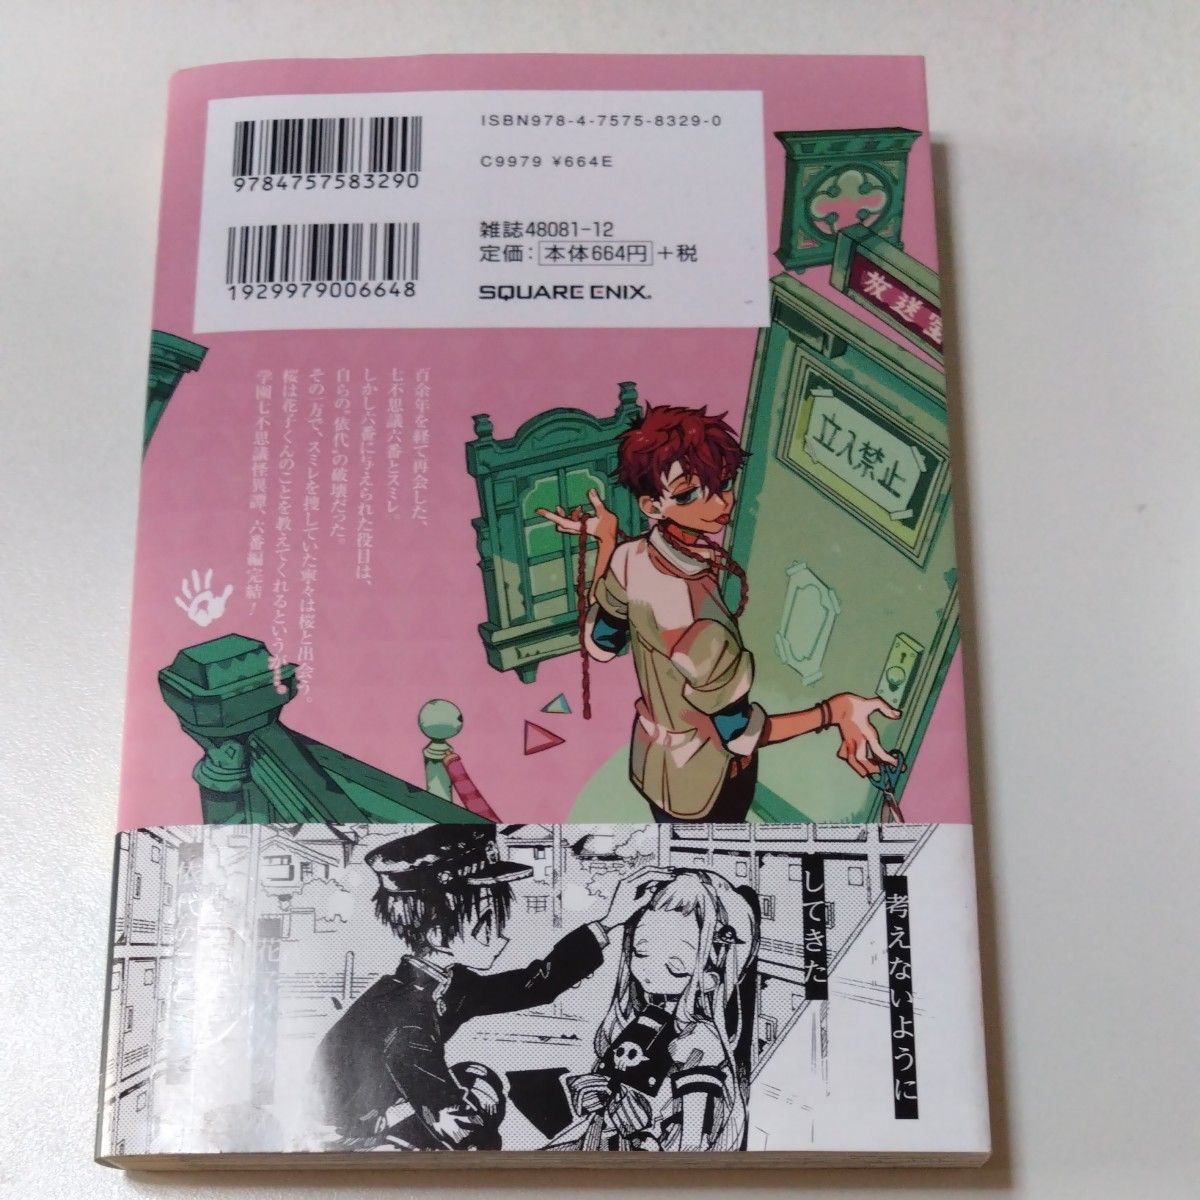 ISBN978-4-7575-8329-0
C9979 ¥664E
9784757583290
雑誌48081-12
定価：本体664円+税
1929979006648
SQUARE ENIX.
放送室
立入禁止
百余年を経て再会した、
七不思議六番とスミレ。
しかし六番に与えられた役目は、
自らの“依代”の破壊だった。
その一方で、スミレを捜していた寧々は桜と出会う。
桜は花子くんのことを教えてくれるというが…。
学園七不思議怪異譚、六番編完結！
考えないように
してきた